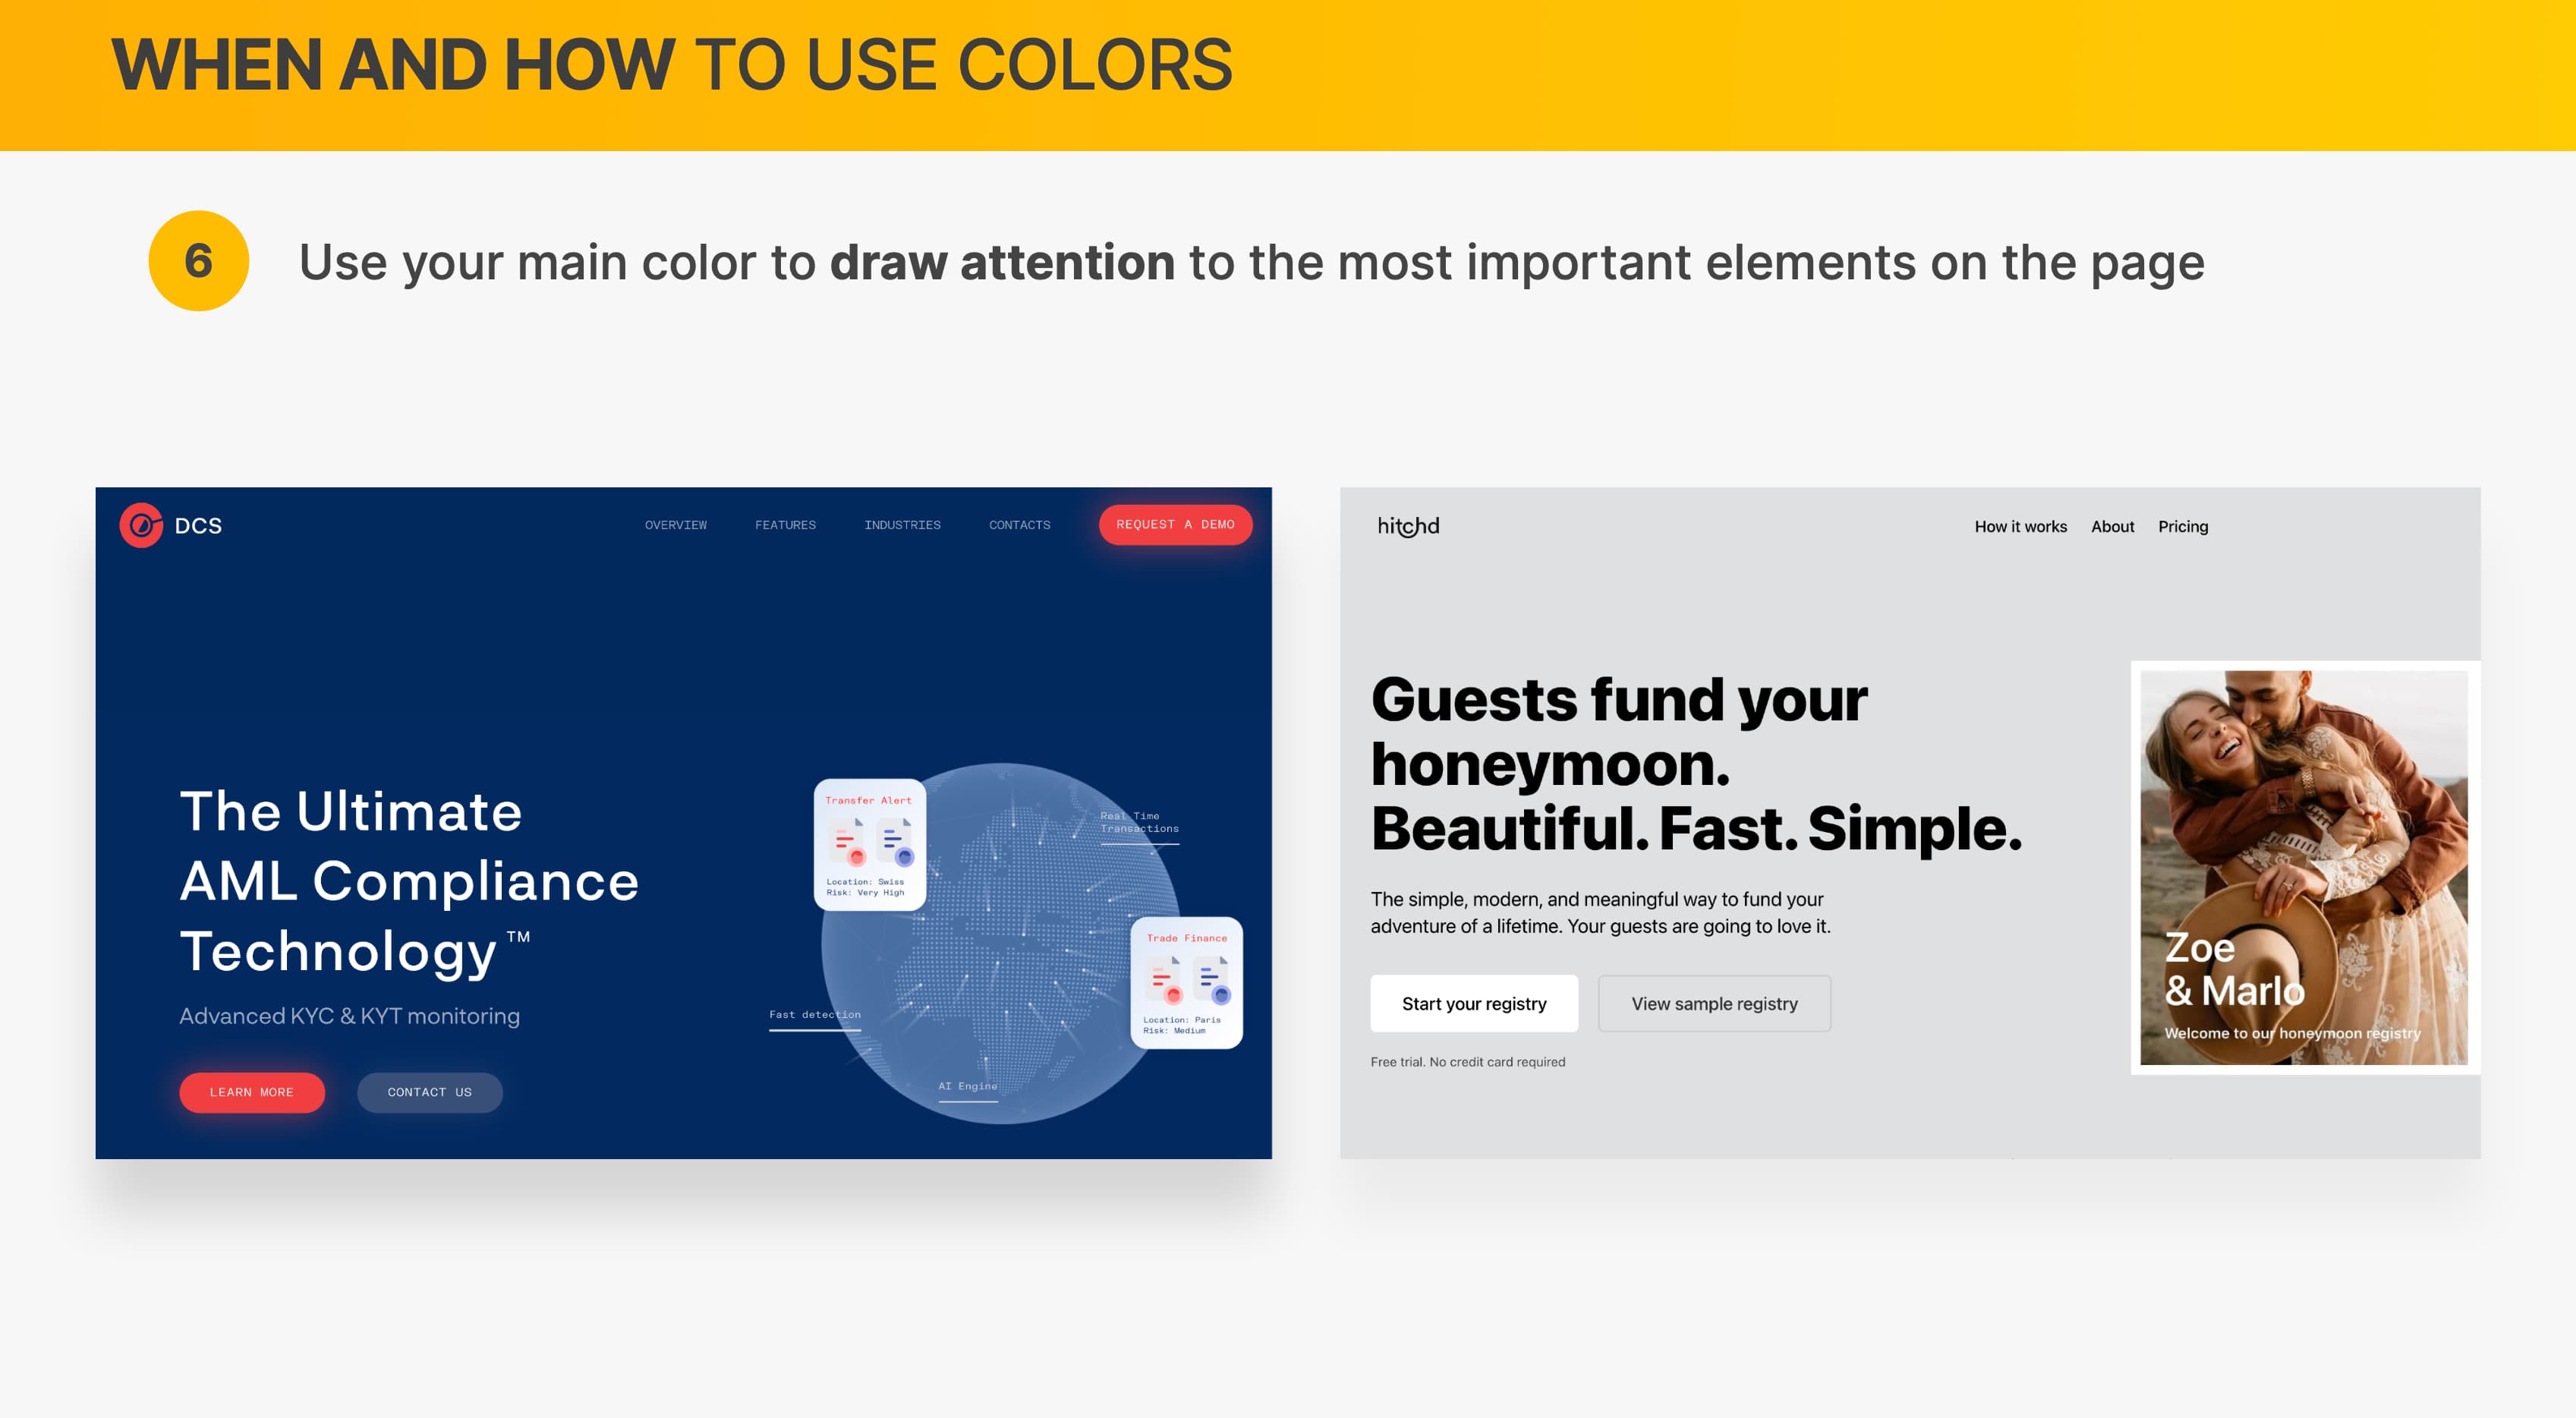 WHEN AND HOW TO USE COLORS
6
Use your main color to draw attention to the most important elements on the page
DCS
OVERVIEW
FEATURES
INDUSTRIES
CONTACTS
REQUEST A DEMO
The Ultimate
AML Compliance
Technology™
Advanced KYC & KYT monitoring
LEARN MORE
CONTACT US
Transfer Alert
Location: Swiss
Risk: Very High
Real Time
Transactions
Trade Finance
Location: Paris
Risk: Medium
Fast detection
AI Engine
hitchd
How it works
About
Pricing
Guests fund your
honeymoon.
Beautiful. Fast. Simple.
The simple, modern, and meaningful way to fund your
adventure of a lifetime. Your guests are going to love it.
Start your registry
View sample registry
Free trial. No credit card required
Zoe
& Marlo
Welcome to our honeymoon registry